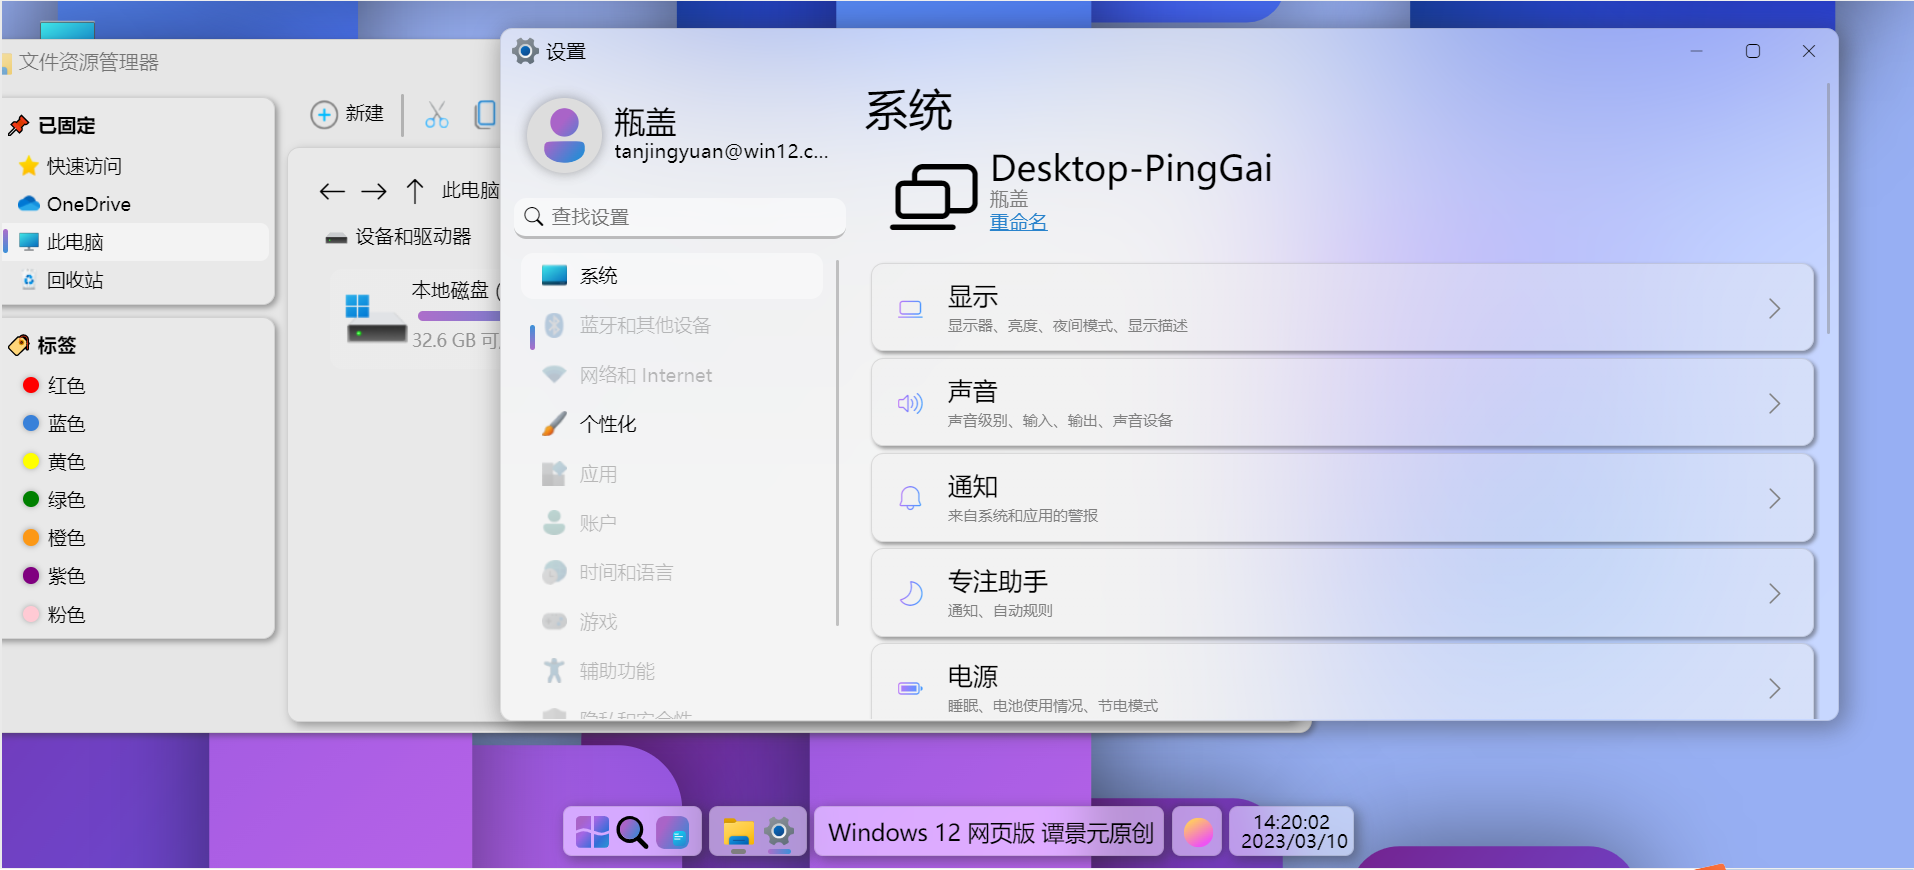 文件资源管理器
已固定
快速访问
OneDrive
此电脑
回收站
标签
红色
蓝色
黄色
绿色
橙色
紫色
粉色
新建
此电脑
设备和驱动器
本地磁盘 (
32.6 GB 可
设置
瓶盖
tanjingyuan@win12.c...
查找设置
系统
蓝牙和其他设备
网络和 Internet
个性化
应用
账户
时间和语言
游戏
辅助功能
隐私和安全性
系统
Desktop-PingGai
瓶盖
重命名
显示
显示器、亮度、夜间模式、显示描述
声音
声音级别、输入、输出、声音设备
通知
来自系统和应用的警报
专注助手
通知、自动规则
电源
睡眠、电池使用情况、节电模式
Windows 12 网页版 谭景元原创
14:20:02
2023/03/10